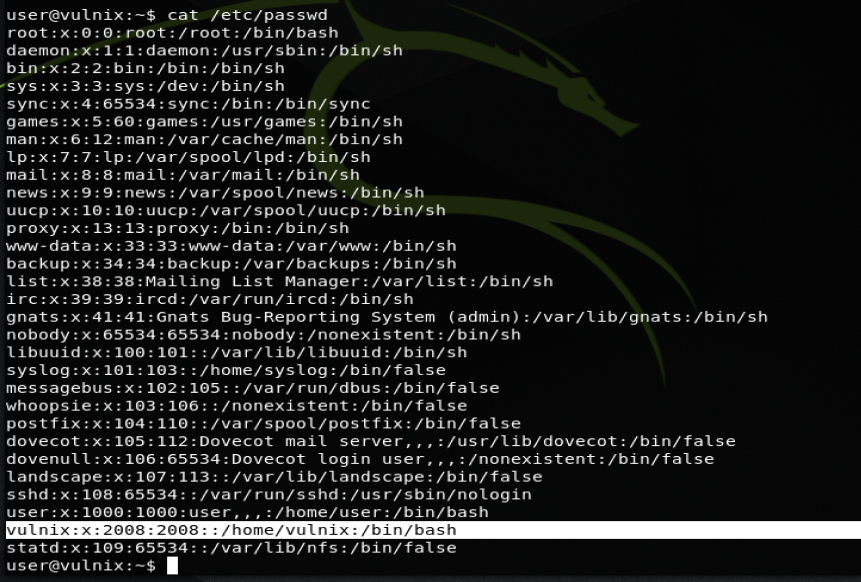 user@vulnix:~$ cat /etc/passwd
root:x:0:0:root:/root:/bin/bash
daemon:x:1:1:daemon:/usr/sbin:/bin/sh
bin:x:2:2:bin:/bin:/bin/sh
sys:x:3:3:sys:/dev:/bin/sh
sync:x:4:65534:sync:/bin:/bin/sync
games:x:5:60:games:/usr/games:/bin/sh
man:x:6:12:man:/var/cache/man:/bin/sh
lp:x:7:7:lp:/var/spool/lpd:/bin/sh
mail:x:8:8:mail:/var/mail:/bin/sh
news:x:9:9:news:/var/spool/news:/bin/sh
uucp:x:10:10:uucp:/var/spool/uucp:/bin/sh
proxy:x:13:13:proxy:/bin:/bin/sh
www-data:x:33:33:www-data:/var/www:/bin/sh
backup:x:34:34:backup:/var/backups:/bin/sh
list:x:38:38:Mailing List Manager:/var/list:/bin/sh
irc:x:39:39:ircd:/var/run/ircd:/bin/sh
gnats:x:41:41:Gnats Bug-Reporting System (admin):/var/lib/gnats:/bin/sh
nobody:x:65534:65534:nobody:/nonexistent:/bin/sh
libuuid:x:100:101::/var/lib/libuuid:/bin/sh
syslog:x:101:103::/home/syslog:/bin/false
messagebus:x:102:105::/var/run/dbus:/bin/false
whoopsie:x:103:106::/nonexistent:/bin/false
postfix:x:104:110::/var/spool/postfix:/bin/false
dovecot:x:105:112:Dovecot mail server,,,:/usr/lib/dovecot:/bin/false
dovenull:x:106:65534:Dovecot login user,,,:/nonexistent:/bin/false
landscape:x:107:113::/var/lib/landscape:/bin/false
sshd:x:108:65534::/var/run/sshd:/usr/sbin/nologin
user:x:1000:1000:user,,,:/home/user:/bin/bash
vulnix:x:2008:2008::/home/vulnix:/bin/bash
statd:x:109:65534::/var/lib/nfs:/bin/false
user@vulnix:~$